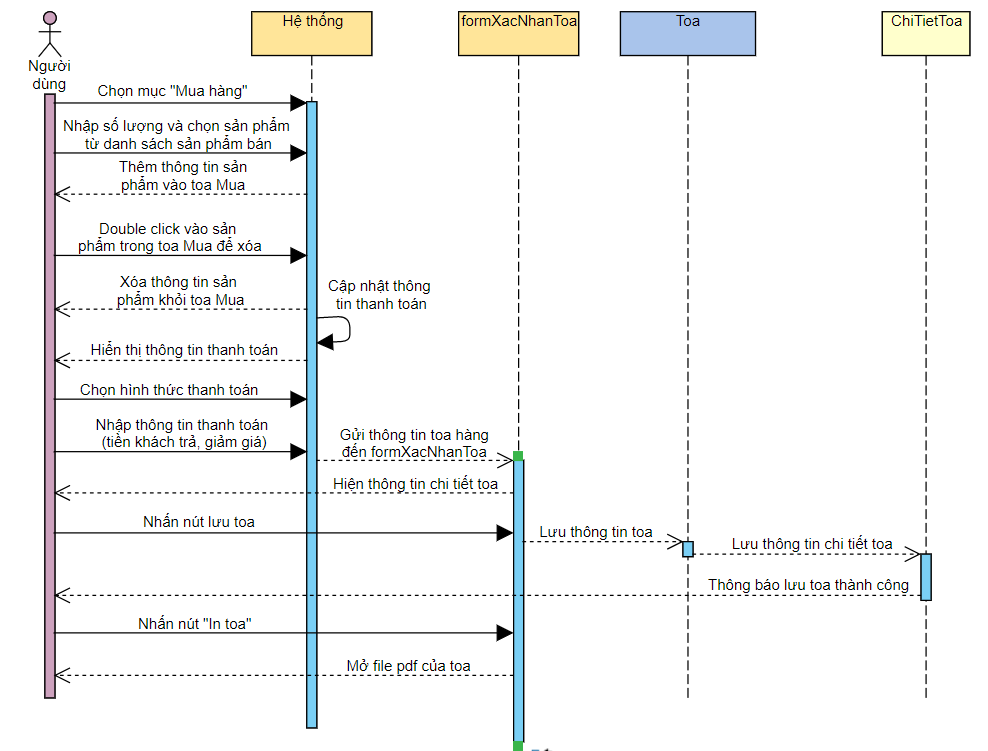 Hệ thống
formXacNhanToa
Toa
ChiTietToa
Người
dùng
Chọn mục "Mua hàng"
Nhập số lượng và chọn sản phẩm
từ danh sách sản phẩm bán
Thêm thông tin sản
phẩm vào toa Mua
Double click vào sản
phẩm trong toa Mua để xóa
Xóa thông tin sản
phẩm khỏi toa Mua
Cập nhật thông
tin thanh toán
Hiển thị thông tin thanh toán
Chọn hình thức thanh toán
Nhập thông tin thanh toán
(tiền khách trả, giảm giá)
Gửi thông tin toa hàng
đến formXacNhanToa
Hiện thông tin chi tiết toa
Nhấn nút lưu toa
Lưu thông tin toa
Lưu thông tin chi tiết toa
Thông báo lưu toa thành công
Nhấn nút "In toa"
Mở file pdf của toa